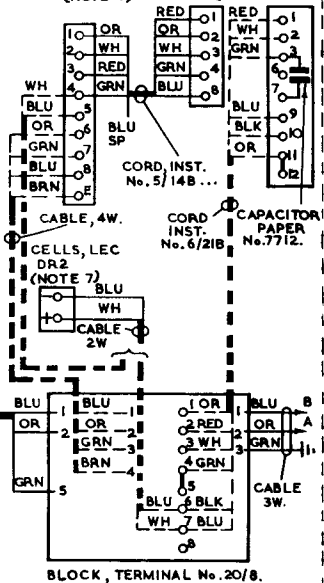 RED 1 RED 1
1 OR OR 2 WH 2
2 WH WH 3 GRN 3
3 RED RED 4 6
WH 4 GRN BLU 8 7
BLU 5 BLU 9
OR 6 BLU SP BLK 10
GRN 7 OR 11
BLU 8 CORD, INST. No.5/14B... 12
BRN E
CABLE, 4W.
CORD INST. No.6/21B
CAPACITOR PAPER No.7712.
CELLS, LEC DR2 (NOTE 7)
- BLU
+ WH
CABLE 2W
BLU 1 BLU 1 1 OR 1 BLU B
OR 2 OR 2 2 RED 2 OR A
GRN 3 3 WH 3 GRN
BRN 4 4 GRN
GRN 5 5
BLU 6 BLK
WH 7 BLU
8
CABLE 3W.
BLOCK, TERMINAL No.20/8.